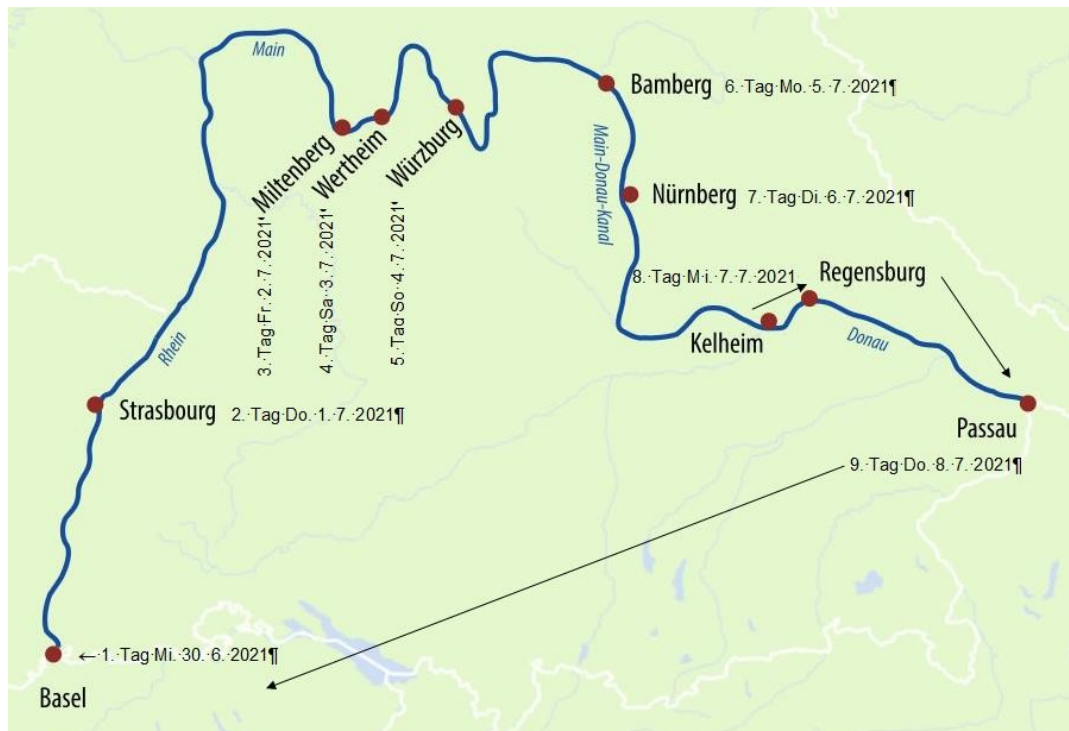 Main
Bamberg 6.·Tag·Mo.·5.·7.·2021¶
Miltenberg
Wertheim
Würzburg
Main-Donau-Kanal
Nürnberg 7.·Tag·Di.·6.·7.·2021¶
3.·Tag·Fr.·2.·7.·2021
4.·Tag·Sa··3.·7.·2021
5.·Tag·So·4.·7.·2021
8.·Tag·Mi.·7.·7.·2021
Regensburg
Rhein
Kelheim
Donau
Strasbourg 2.·Tag·Do.·1.·7.·2021¶
Passau
9.·Tag·Do.·8.·7.·2021¶
←·1.·Tag·Mi.·30.·6.·2021¶
Basel